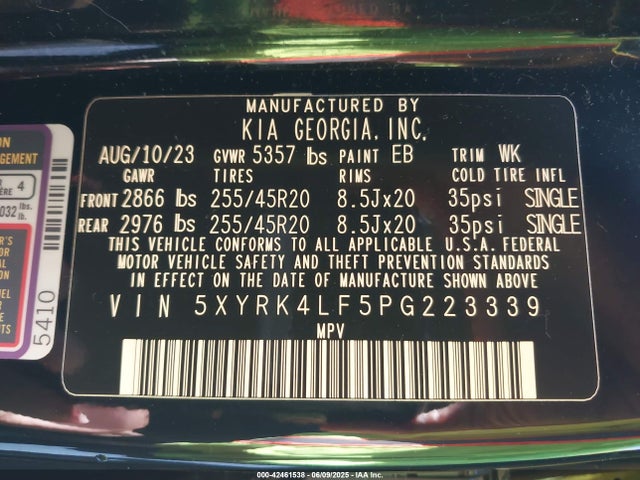 MANUFACTURED BY
KIA GEORGIA, INC.
AUG/10/23 GVWR 5357 lbs PAINT EB TRIM WK
GAWR TIRES RIMS COLD TIRE INFL
FRONT 2866 lbs 255/45R20 8.5Jx20 35psi SINGLE
REAR 2976 lbs 255/45R20 8.5Jx20 35psi SINGLE
THIS VEHICLE CONFORMS TO ALL APPLICABLE U.S.A. FEDERAL
MOTOR VEHICLE SAFETY AND THEFT PREVENTION STANDARDS
IN EFFECT ON THE DATE OF MANUFACTURE SHOWN ABOVE
VIN 5XYRK4LF5PG223339
MPV
4
lbs.
kg.
5410
000-42461538 - 06/09/2025 - IAA Inc.